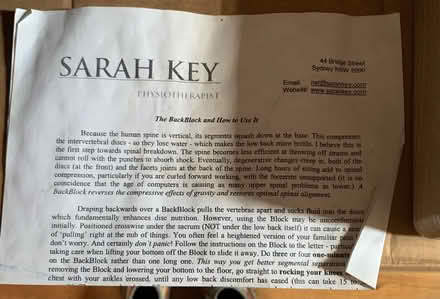 SARAH KEY
PHYSIOTHERAPIST
44 Bridge Street
Sydney NSW 2000
Email:
Website: www.sarahkey.com
The BackBlock and How to Use It
Because the human spine is vertical, its segments squash down at the base. This compresses
the intervertebral discs - so they lose water - which makes the low back more brittle. I believe this is
the first step towards spinal breakdown. The spine becomes less efficient at throwing off strains and
cannot roll with the punches to absorb shock. Eventually, degenerative changes creep in, both of the
discs (at the front) and the facets joints at the back of the spine. Long hours of sitting add to spinal
compression, particularly if you are curled forward working, with the forearms unsupported (it is no
coincidence that the age of computers is causing as many upper spinal problems as lower.) A
BackBlock reverses the compressive effects of gravity and restores optimal spinal alignment.
Draping backwards over a BackBlock pulls the vertebrae apart and sucks fluid into the discs
which fundamentally enhances disc nutrition. However, using the Block may be uncomfortable
initially. Positioned crosswise under the sacrum (NOT under the low back itself) it can cause a sense
of 'pulling' right at the nub of things. You often feel a heightened version of your familiar pain
don't worry. And certainly don't panic! Follow the instructions on the Block to the letter - particularly
taking care when lifting your bottom off the Block to slide it away. Do three or four one-minute
on the BackBlock rather than one long one. This way you get better segmental separation
removing the Block and lowering your bottom to the floor, go straight to rocking your knees
chest with your ankles crossed, until any low back discomfort has eased (this can take 15 to